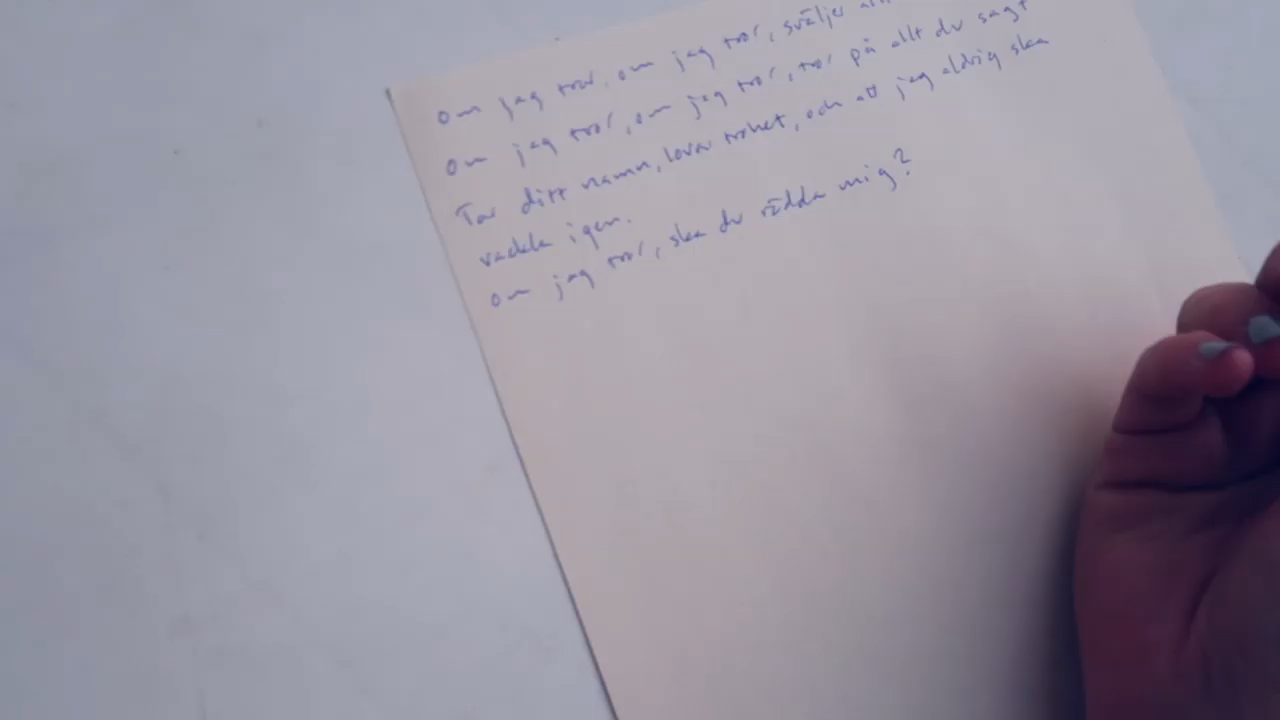 om jag tror, om jag tror, sväljer allt
om jag tror, om jag tror, tror på allt du sagt
Tar ditt namn, lovar trohet, och att jag aldrig ska
vackla igen.
om jag tror, ska du rädda mig?